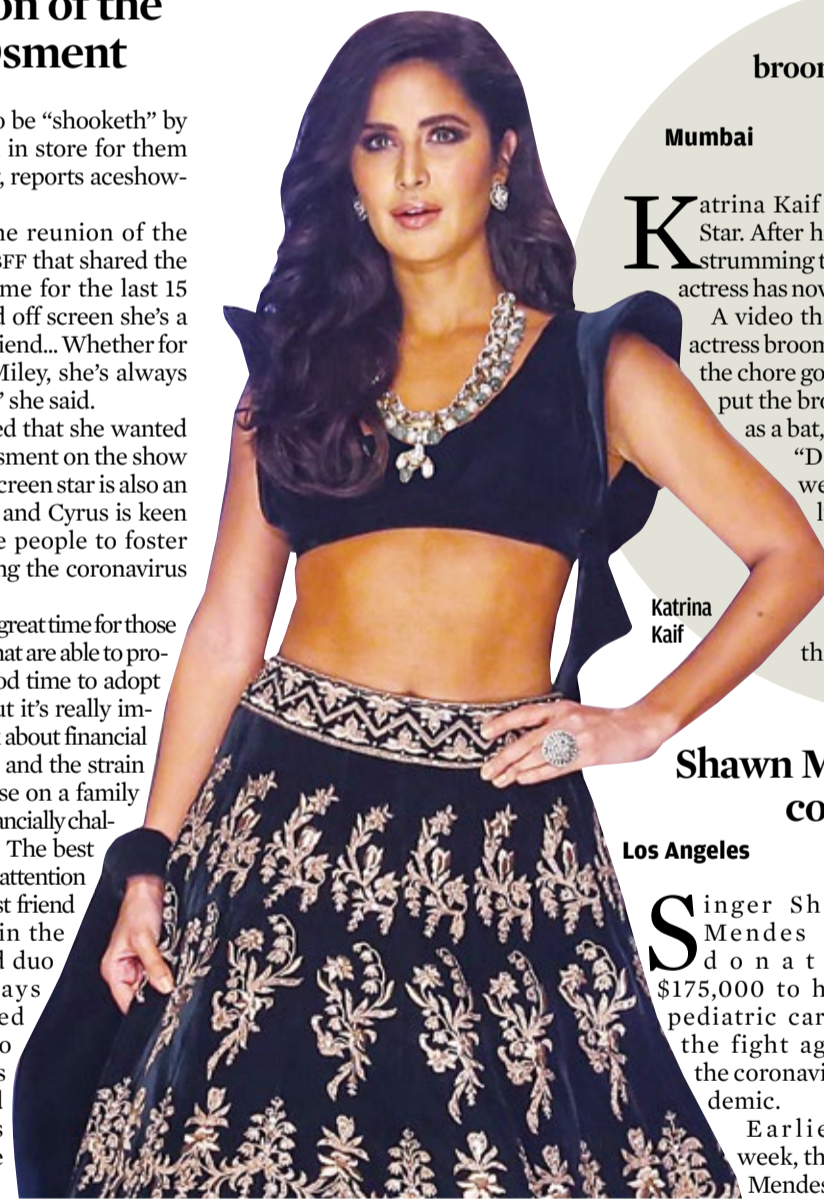 on of the
sment
o be “shooketh” by
in store for them
, reports aceshow-
ne reunion of the
BFF that shared the
me for the last 15
d off screen she’s a
iend... Whether for
Miley, she’s always
” she said.
ed that she wanted
sment on the show
creen star is also an
and Cyrus is keen
e people to foster
ng the coronavirus
great time for those
hat are able to pro-
od time to adopt
ut it’s really im-
about financial
and the strain
se on a family
ancially chal-
The best
attention
st friend
in the
d duo
ays
ed
o
s
d
s
e
broon
Mumbai
Katrina Kaif
Star. After h
strumming t
actress has nov
A video th
actress broom
the chore go
put the bro
as a bat,
“D
we
l
th
Katrina
Kaif
Shawn M
co
Los Angeles
Singer Sh
Mendes
donat
$175,000 to h
pediatric car
the fight ag
the coronavi
demic.
Earlie
week, th
Mendes